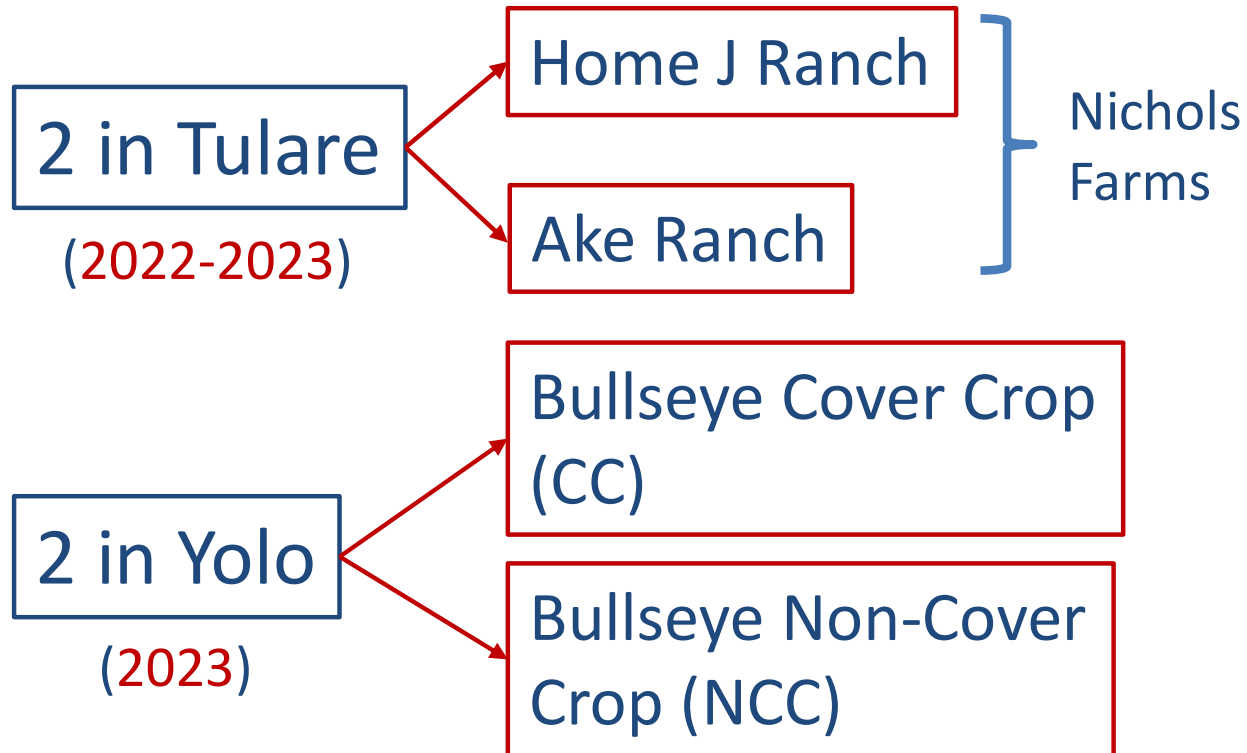 2 in Tulare
(2022-2023)
Home J Ranch
Ake Ranch
Nichols
Farms
2 in Yolo
(2023)
Bullseye Cover Crop
(CC)
Bullseye Non-Cover
Crop (NCC)